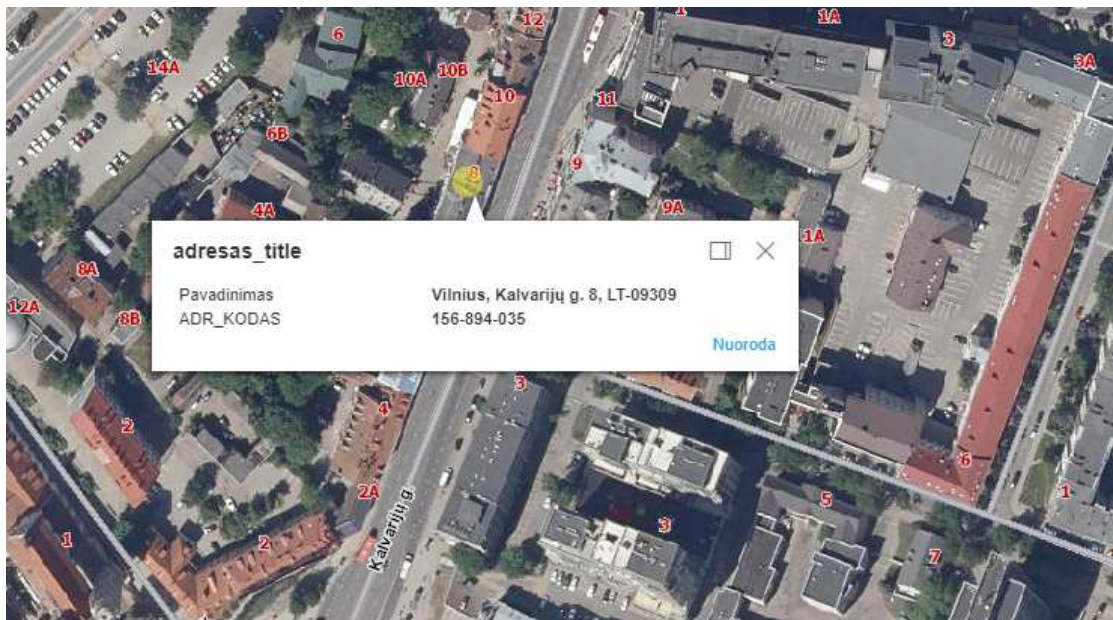 1
1A
12
6
3
3A
14A
10A
10B
10
11
6B
9
8
4A
9A
1A
adresas_title
Pavadinimas
Vilnius, Kalvarijų g. 8, LT-09309
ADR_KODAS
156-894-035
Nuoroda
8A
12A
8B
3
4
2
6
2A
1
5
3
1
2
7
Kalvarijų g.